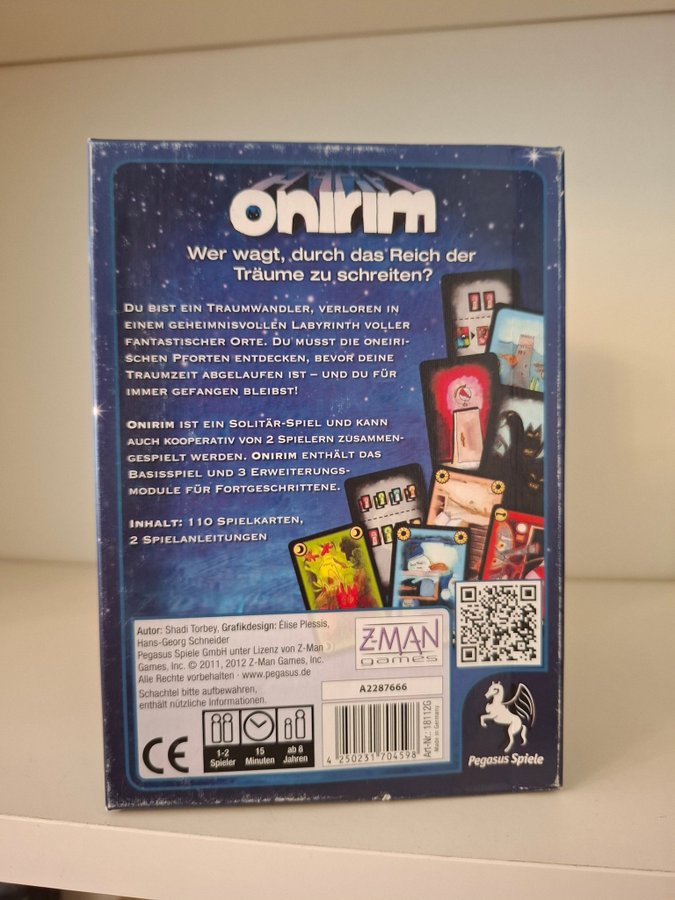 onirim
Wer wagt, durch das Reich der
Träume zu schreiten?
Du bist ein Traumwandler, verloren in
einem geheimnisvollen Labyrinth voller
fantastischer Orte. Du musst die oneiri-
schen Pforten entdecken, bevor deine
Traumzeit abgelaufen ist – und du für
immer gefangen bleibst!
Onirim ist ein Solitär-Spiel und kann
auch kooperativ von 2 Spielern zusammen-
gespielt werden. Onirim enthält das
Basisspiel und 3 Erweiterungs-
module für Fortgeschrittene.
Inhalt: 110 Spielkarten,
2 Spielanleitungen
Autor: Shadi Torbey, Grafikdesign: Élise Plessis,
Hans-Georg Schneider
Pegasus Spiele GmbH unter Lizenz von Z-Man
Games, Inc. © 2011, 2012 Z-Man Games, Inc.
Alle Rechte vorbehalten · www.pegasus.de
Schachtel bitte aufbewahren,
enthält nützliche Informationen.
CE
1-2
Spieler
15
Minuten
ab 8
Jahren
Z-MAN
games
A2287666
4 250231 704598
Art-Nr.: 18112G
Made in Germany
Pegasus Spiele